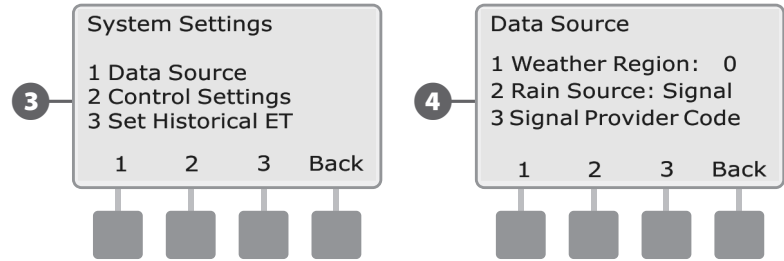 3
System Settings
1 Data Source
2 Control Settings
3 Set Historical ET
1 2 3 Back
4
Data Source
1 Weather Region: 0
2 Rain Source: Signal
3 Signal Provider Code
1 2 3 Back